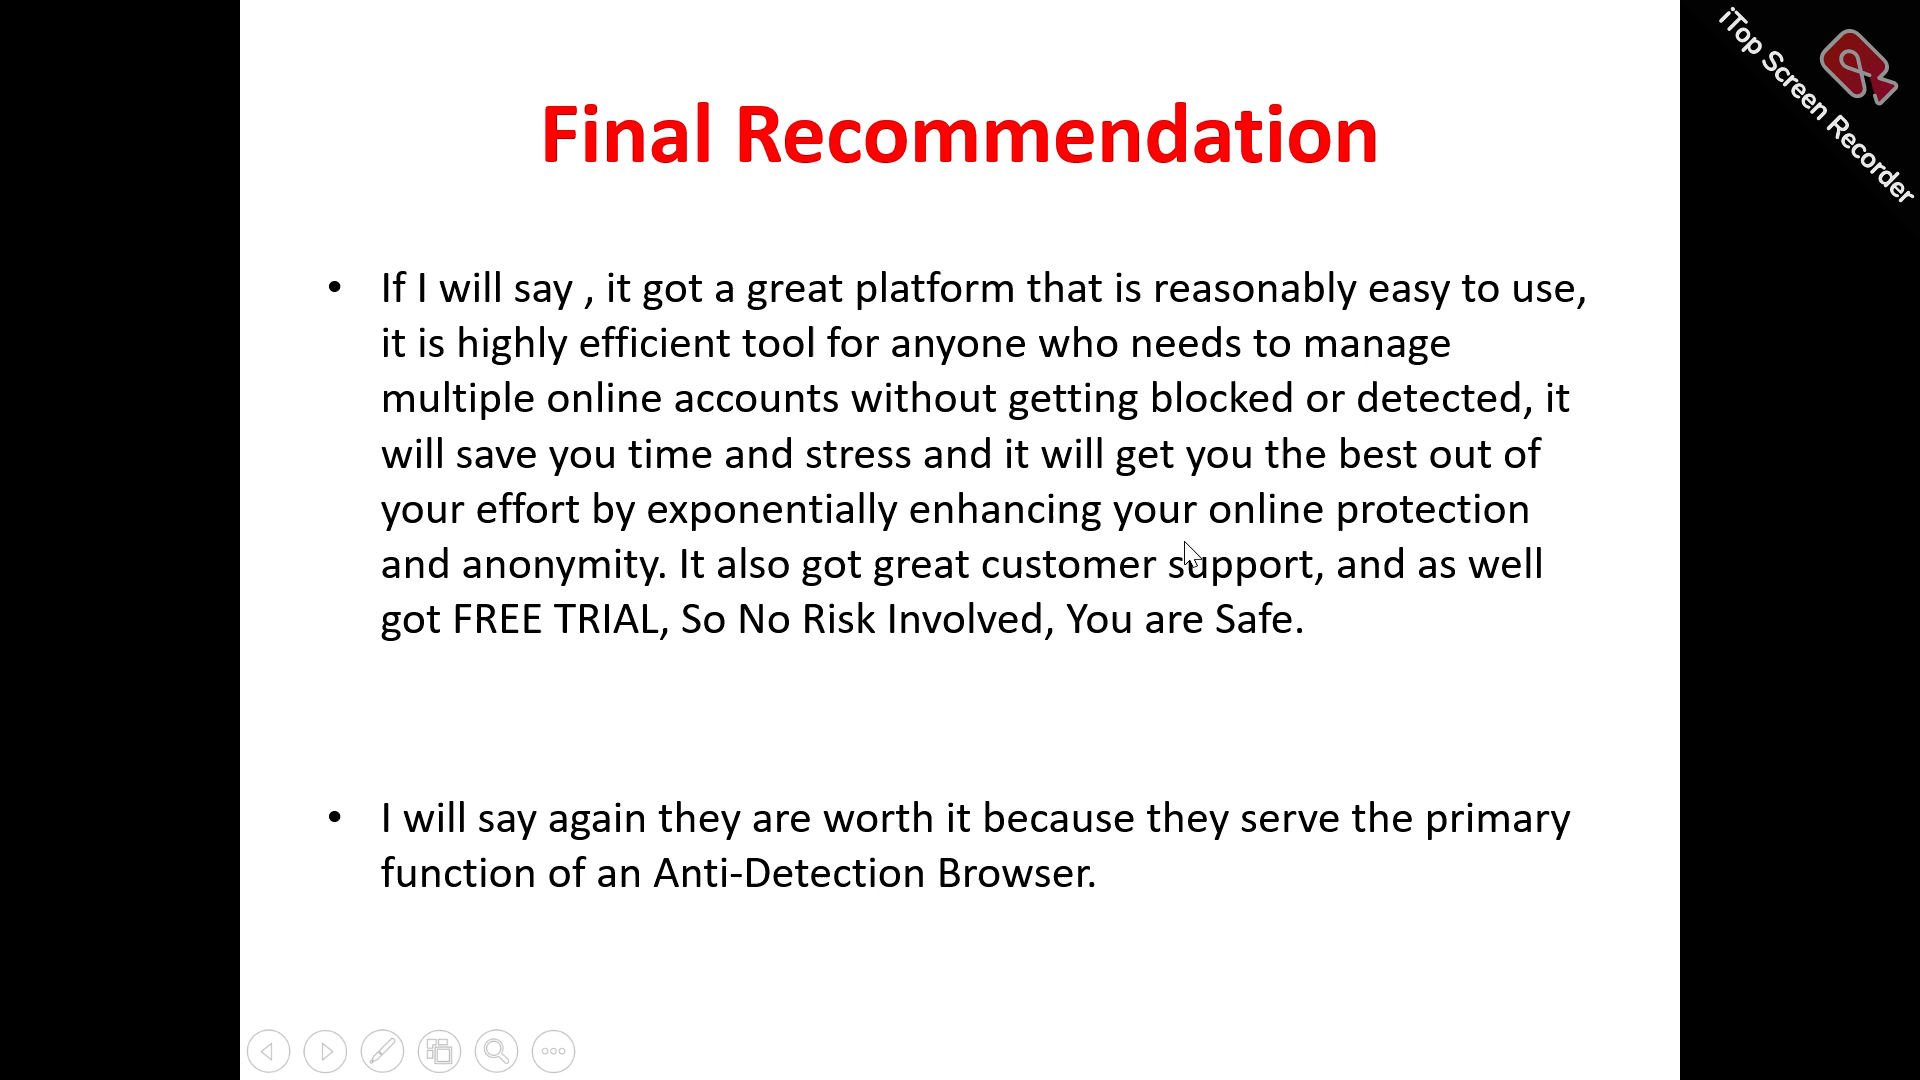 iTop Screen Recorder
Final Recommendation
• If I will say , it got a great platform that is reasonably easy to use,
it is highly efficient tool for anyone who needs to manage
multiple online accounts without getting blocked or detected, it
will save you time and stress and it will get you the best out of
your effort by exponentially enhancing your online protection
and anonymity. It also got great customer support, and as well
got FREE TRIAL, So No Risk Involved, You are Safe.
• I will say again they are worth it because they serve the primary
function of an Anti-Detection Browser.